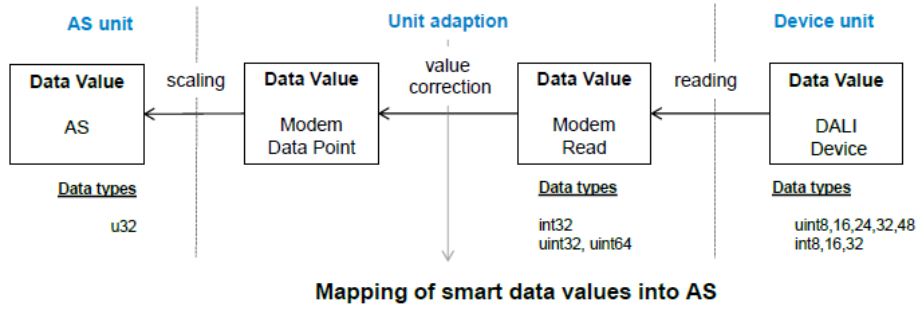 AS unit
Unit adaption
Device unit
Data Value
AS
scaling
Data Value
Modem
Data Point
value
correction
Data Value
Modem
Read
reading
Data Value
DALI
Device
Data types
u32
Data types
int32
uint32, uint64
Data types
uint8,16,24,32,48
int8,16,32
Mapping of smart data values into AS